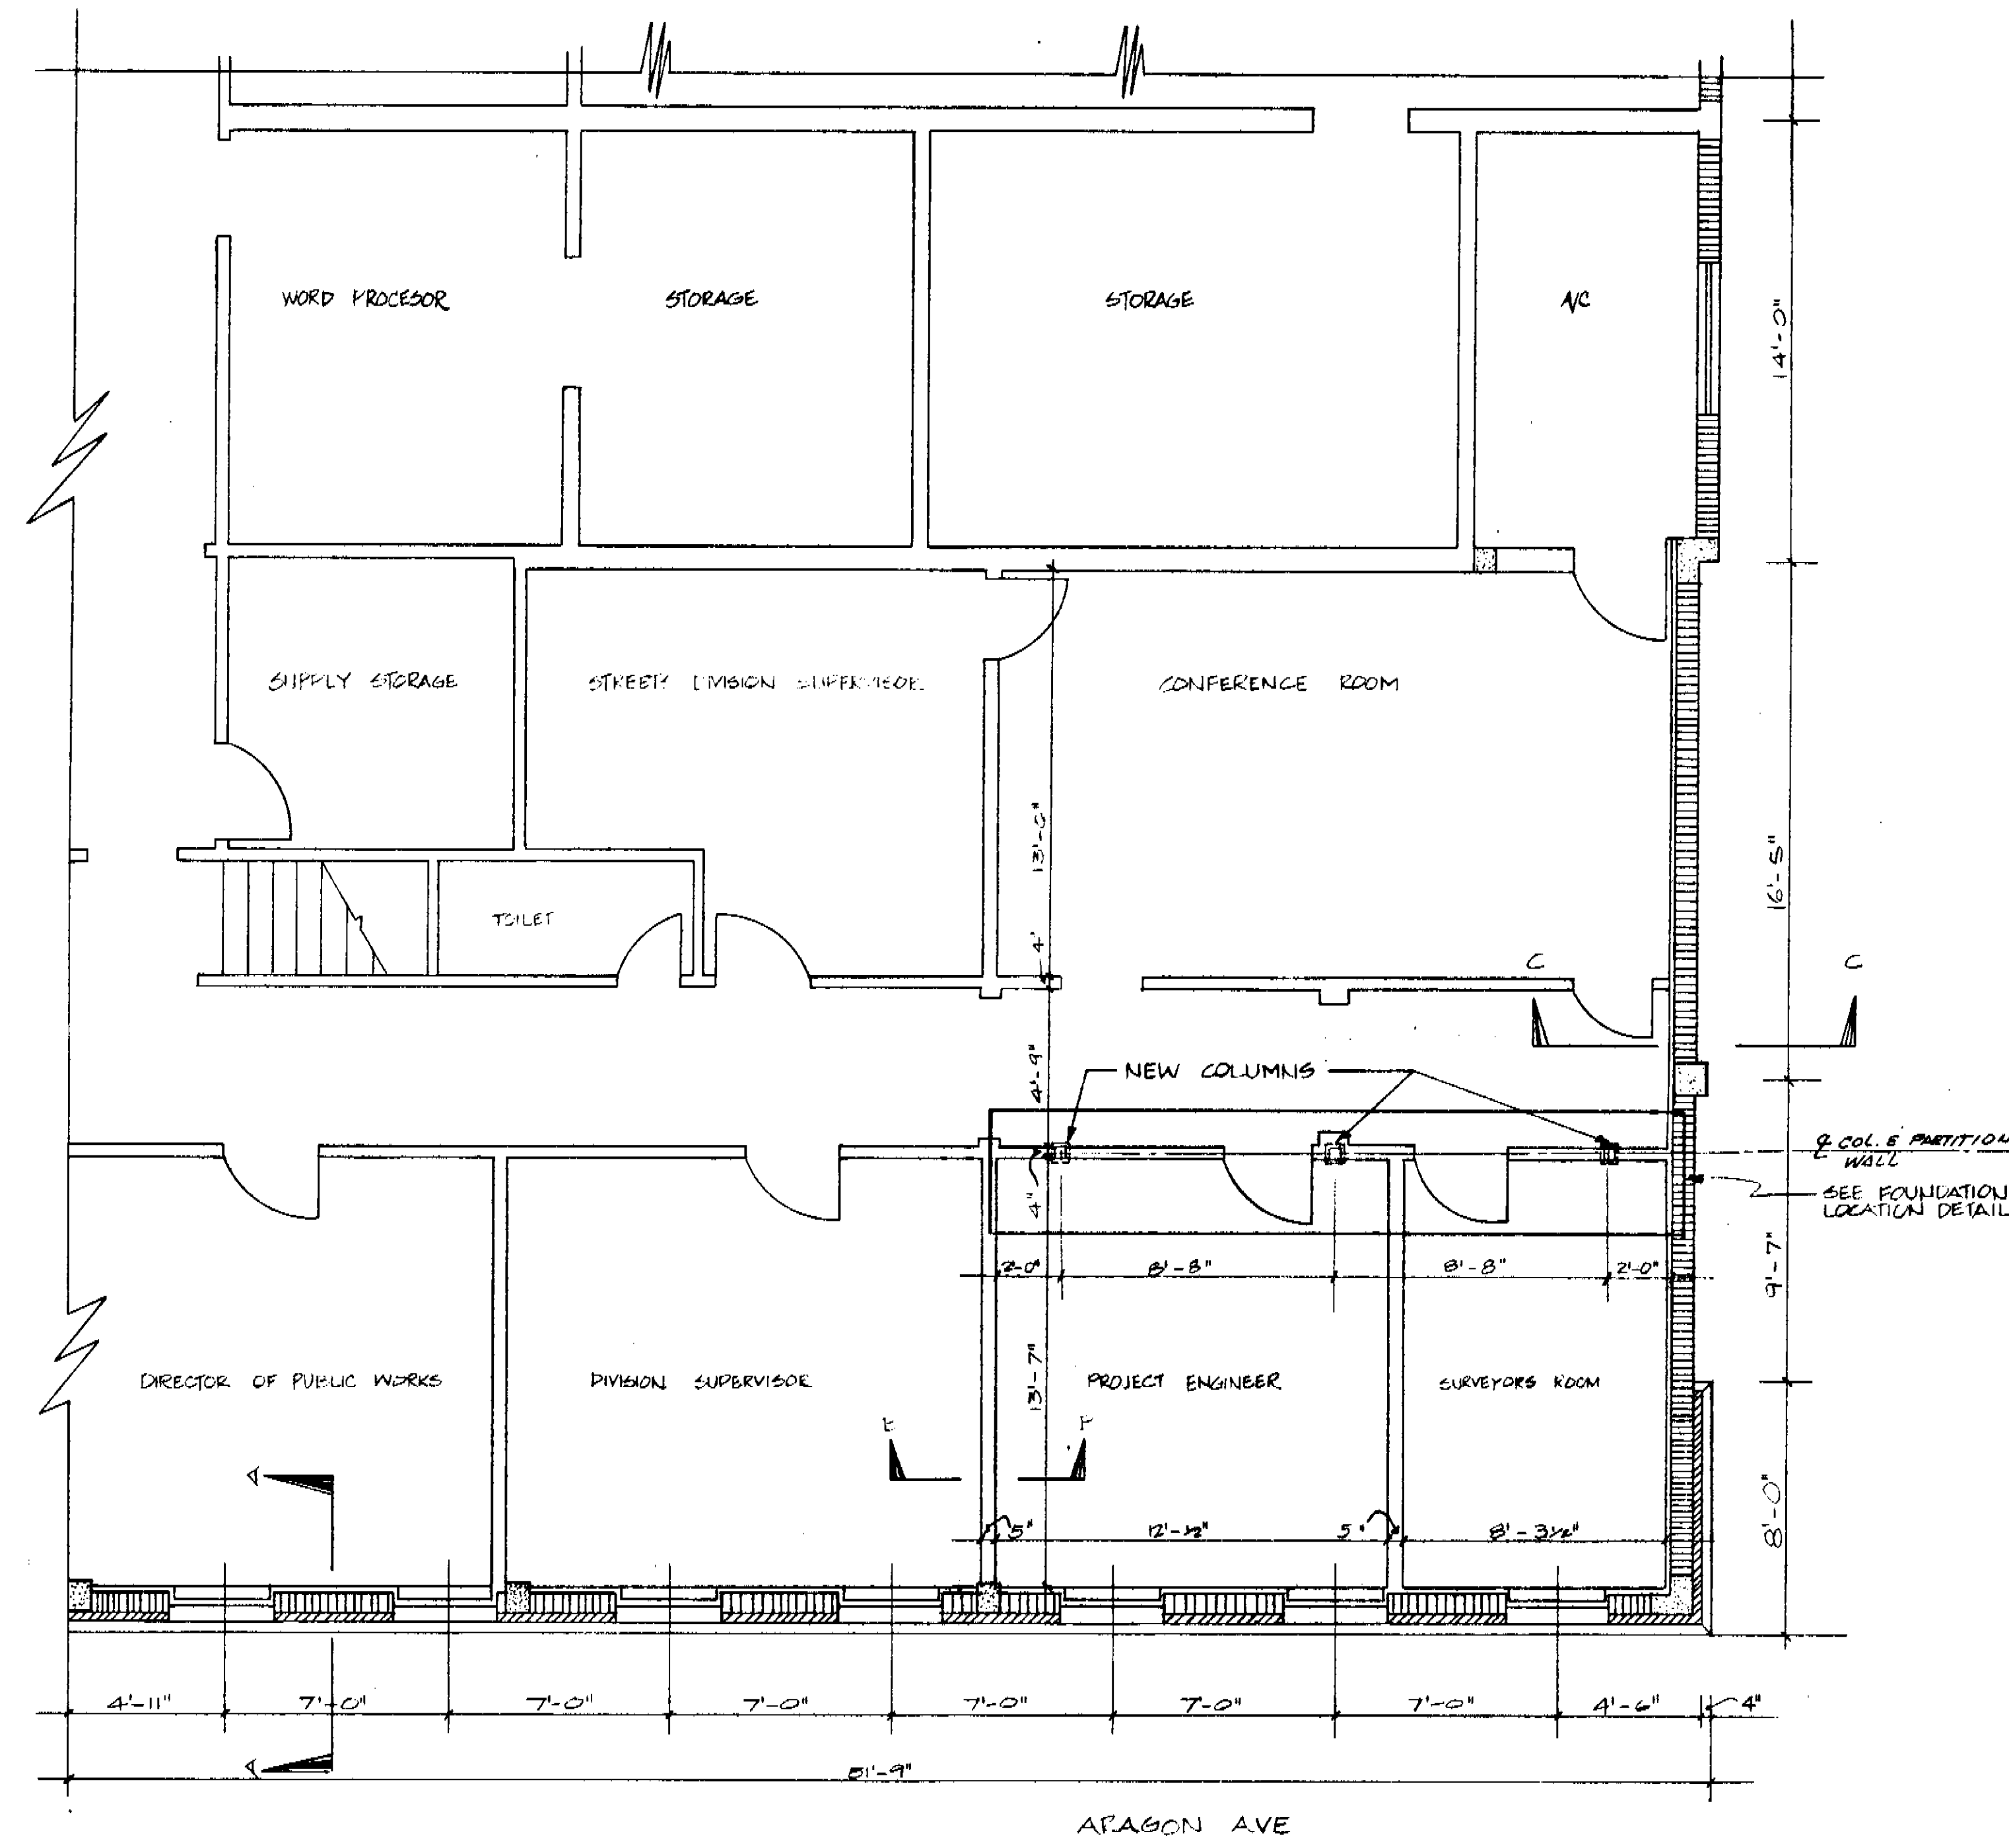 WORD PROCESOR
STORAGE
STORAGE
A/C
14'-0"
SUPPLY STORAGE
STREETS DIVISION SUPERVISOR
CONFERENCE ROOM
13'-0"
16'-5"
TOILET
4'
C
C
4'-9"
NEW COLUMNS
℄ COL. & PARTITION
WALL
4"
SEE FOUNDATION
LOCATION DETAIL
2'-0"
8'-8"
8'-8"
2'-0"
9'-7"
13'-7"
DIRECTOR OF PUBLIC WORKS
DIVISION SUPERVISOR
PROJECT ENGINEER
SURVEYORS ROOM
A
5"
12'-½"
5"
8'-3½"
8'-0"
4'-11"
7'-0"
7'-0"
7'-0"
7'-0"
7'-0"
7'-0"
4'-6"
4"
A
51'-9"
ARAGON AVE